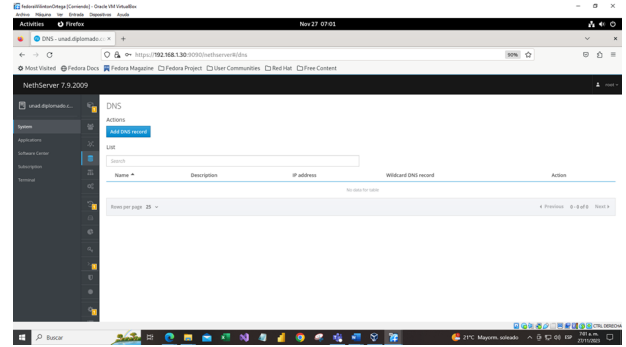 fedoraWilintonOrtega [Corriendo] - Oracle VM VirtualBox
Archivo Máquina Ver Entrada Dispositivos Ayuda
Activities Firefox Nov 27 07:01
DNS - unad.diplomado.c
https://192.168.1.30:9090/nethserver#/dns 90%
Most Visited Fedora Docs Fedora Magazine Fedora Project User Communities Red Hat Free Content
NethServer 7.9.2009 root
unad.diplomado.c...
System
Applications
Software Center
Subscription
Terminal
DNS
Actions
Add DNS record
List
Search
Name Description IP address Wildcard DNS record Action
No data for table
Rows per page 25 Previous 0 - 0 of 0 Next
CTRL DERECHA
Buscar 21°C Mayorm. soleado ESP 7:01 a. m.
27/11/2023